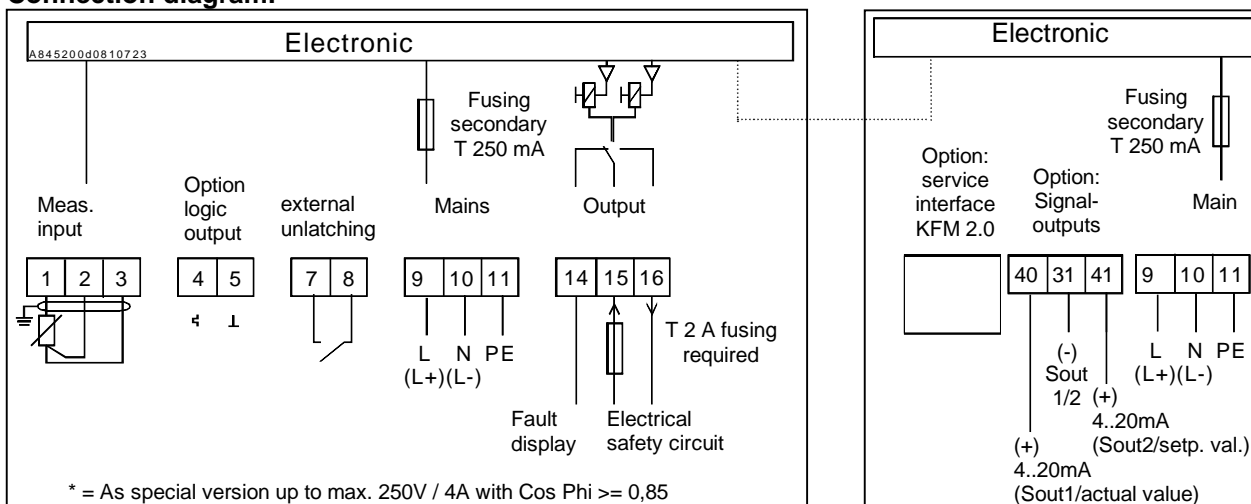 Connection diagram:
Electronic
A845200d0810723
Fusing
secondary
T 250 mA
Meas.
input
Option
logic
output
external
unlatching
Mains
Output
1 2 3
4 5
7 8
9 10 11
14 15 16
L N PE
(L+)(L-)
T 2 A fusing
required
Fault
display
Electrical
safety circuit
* = As special version up to max. 250V / 4A with Cos Phi >= 0,85
Electronic
Fusing
secondary
T 250 mA
Option:
service
interface
KFM 2.0
Option:
Signal-
outputs
Main
40 31 41
9 10 11
L N PE
(L+)(L-)
(-)
Sout
1/2
(+)
4..20mA
(Sout2/setp. val.)
(+)
4..20mA
(Sout1/actual value)